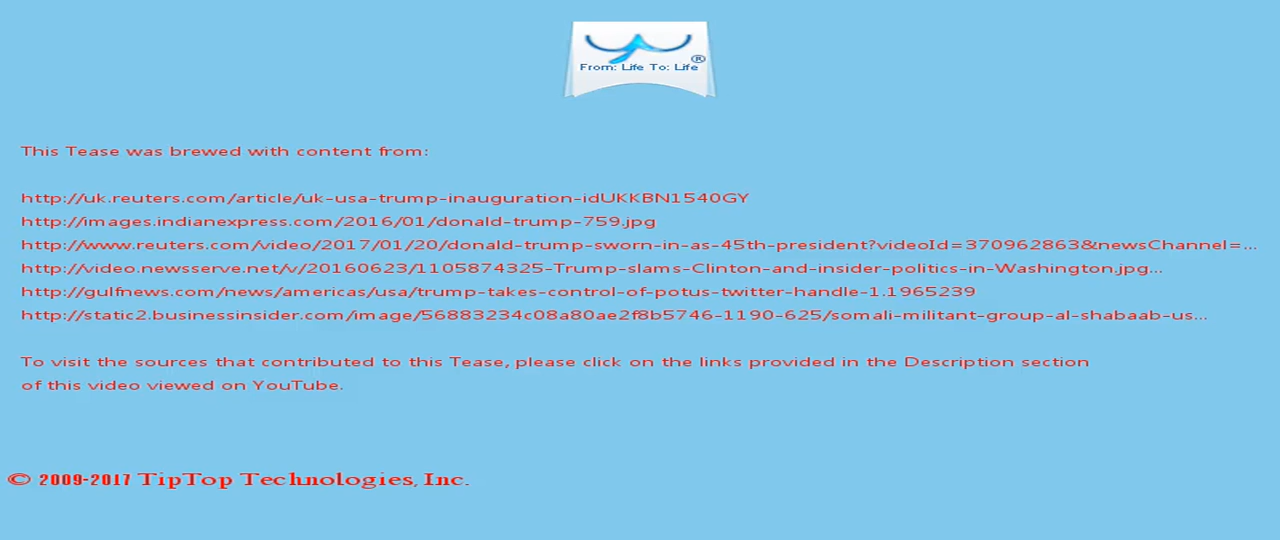 From: Life To: Life®
This Tease was brewed with content from:
http://uk.reuters.com/article/uk-usa-trump-inauguration-idUKKBN1540GY
http://images.indianexpress.com/2016/01/donald-trump-759.jpg
http://www.reuters.com/video/2017/01/20/donald-trump-sworn-in-as-45th-president?videoId=370962863&newsChannel=...
http://video.newsserve.net/v/20160623/1105874325-Trump-slams-Clinton-and-insider-politics-in-Washington.jpg...
http://gulfnews.com/news/americas/usa/trump-takes-control-of-potus-twitter-handle-1.1965239
http://static2.businessinsider.com/image/56883234c08a80ae2f8b5746-1190-625/somali-militant-group-al-shabaab-us...
To visit the sources that contributed to this Tease, please click on the links provided in the Description section
of this video viewed on YouTube.
© 2009-2017 TipTop Technologies, Inc.